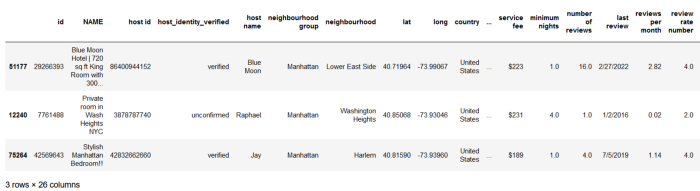 id NAME host id host_identity_verified host name neighbourhood group neighbourhood lat long country ... service fee minimum nights number of reviews last review reviews per month review rate number
51177 29266393 Blue Moon Hotel | 720 sq ft King Room with 300... 86400944152 verified Blue Moon Manhattan Lower East Side 40.71964 -73.99067 United States ... $223 1.0 16.0 2/27/2022 2.82 4.0
12240 7761488 Private room in Wash Heights NYC 3878787740 unconfirmed Raphael Manhattan Washington Heights 40.85068 -73.93046 United States ... $231 4.0 1.0 1/2/2016 0.02 2.0
75264 42569643 Stylish Manhattan Bedroom!! 42832662660 verified Jay Manhattan Harlem 40.81590 -73.93960 United States ... $189 1.0 4.0 7/5/2019 1.14 4.0
3 rows × 26 columns